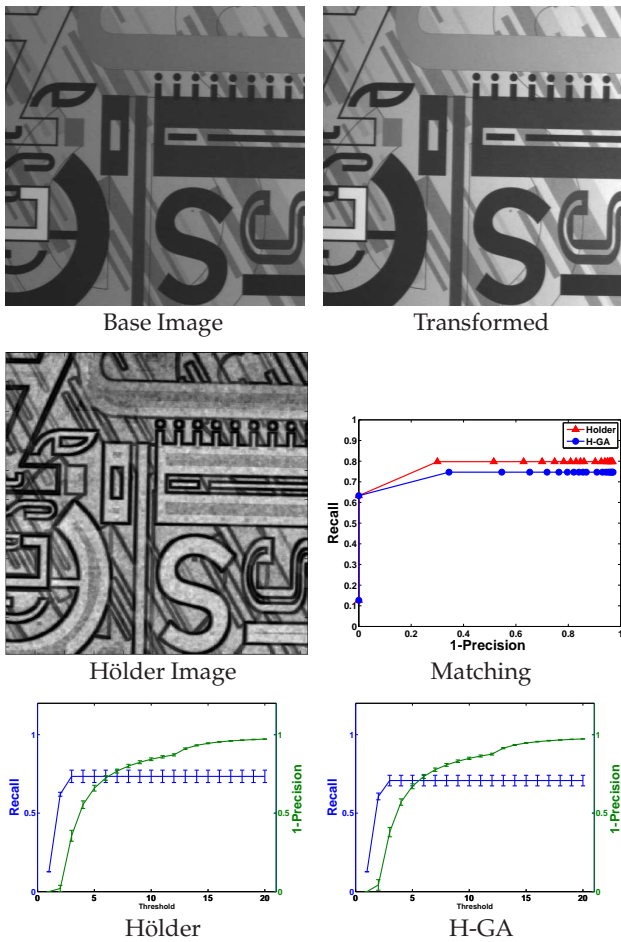 Base Image
Transformed
Hölder Image
1
0.9
0.8
0.7
0.6
0.5
0.4
0.3
0.2
0.1
0
Recall
0 0.2 0.4 0.6 0.8 1
1-Precision
Holder
H-GA
Matching
1
0.5
0
Recall
0 5 10 15 20
Threshold
1
0.5
0
1-Precision
Hölder
1
0.5
0
Recall
0 5 10 15 20
Threshold
1
0.5
0
1-Precision
H-GA